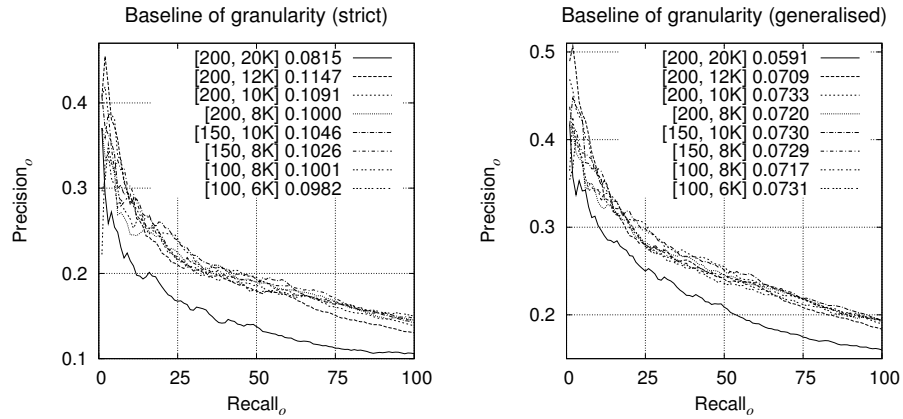 Baseline of granularity (strict)
[200, 20K] 0.0815
[200, 12K] 0.1147
[200, 10K] 0.1091
[200, 8K] 0.1000
[150, 10K] 0.1046
[150, 8K] 0.1026
[100, 8K] 0.1001
[100, 6K] 0.0982
Precisiono
0.4
0.3
0.2
0.1
0 25 50 75 100
Recallo
Baseline of granularity (generalised)
[200, 20K] 0.0591
[200, 12K] 0.0709
[200, 10K] 0.0733
[200, 8K] 0.0720
[150, 10K] 0.0730
[150, 8K] 0.0729
[100, 8K] 0.0717
[100, 6K] 0.0731
Precisiono
0.5
0.4
0.3
0.2
0 25 50 75 100
Recallo